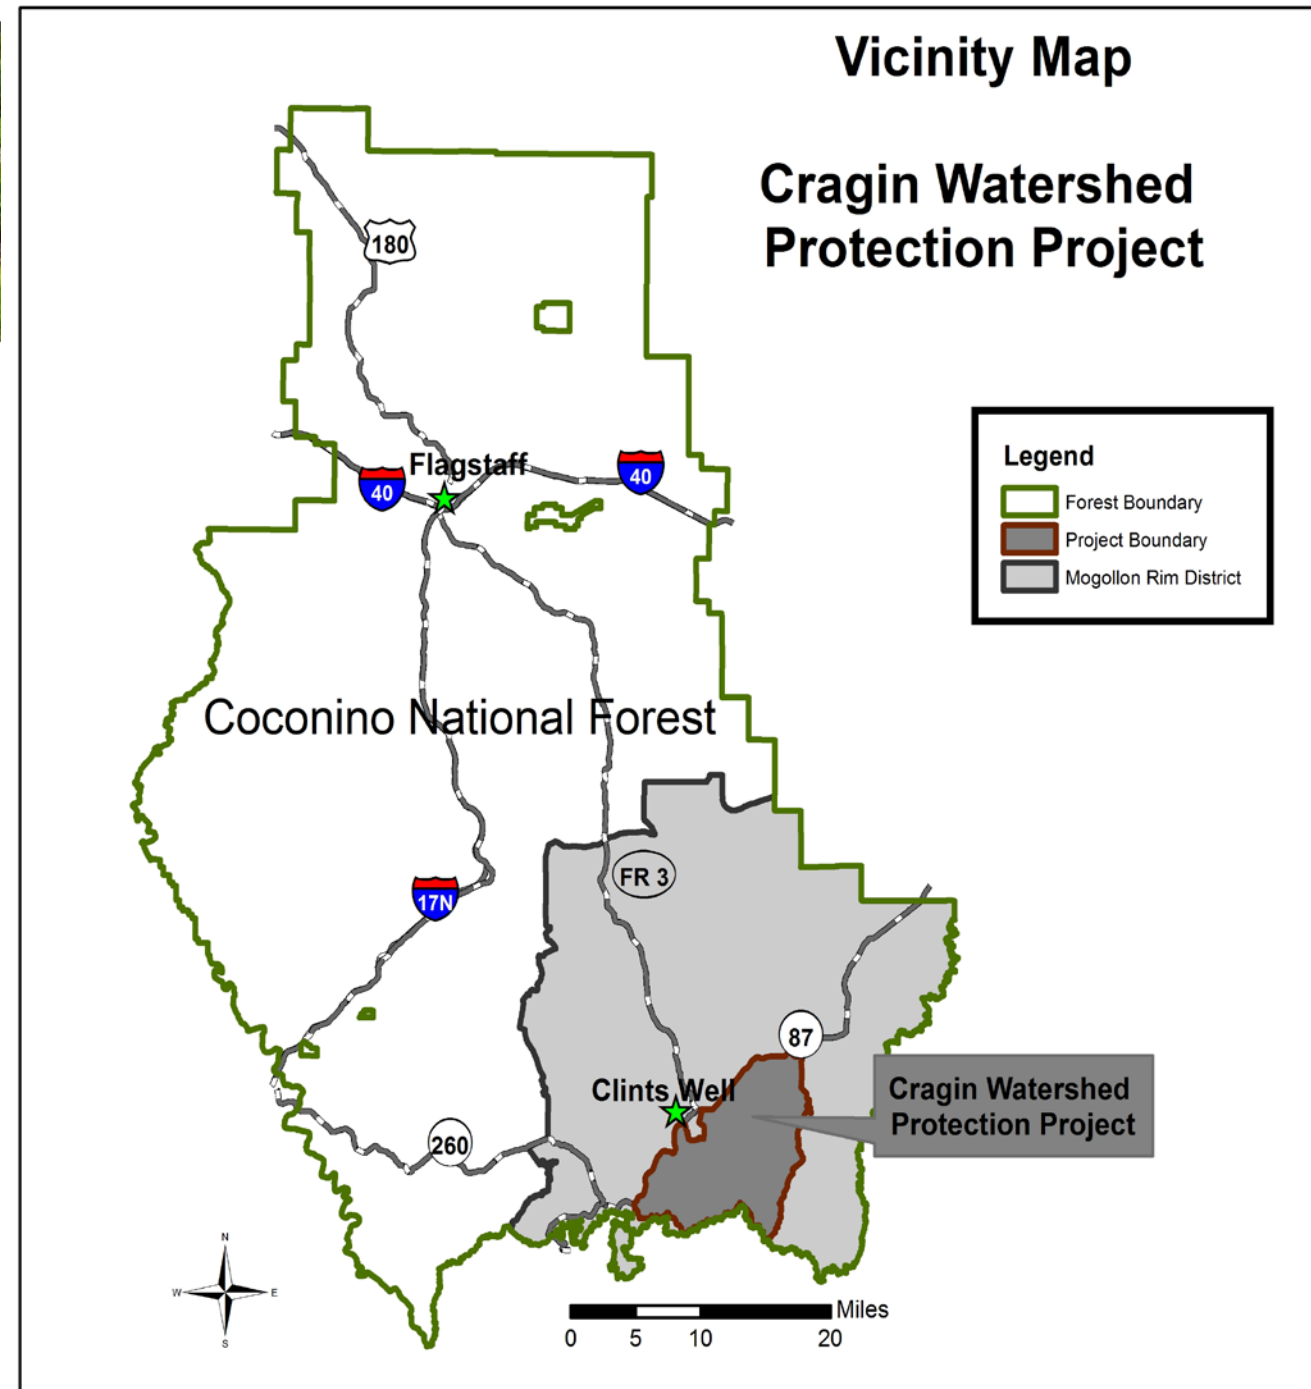 Vicinity Map
Cragin Watershed
Protection Project
180
Legend
Forest Boundary
Project Boundary
Mogollon Rim District
Flagstaff
40
40
Coconino National Forest
FR 3
17N
87
Clints Well
Cragin Watershed
Protection Project
260
N
W E
S
Miles
0 5 10 20